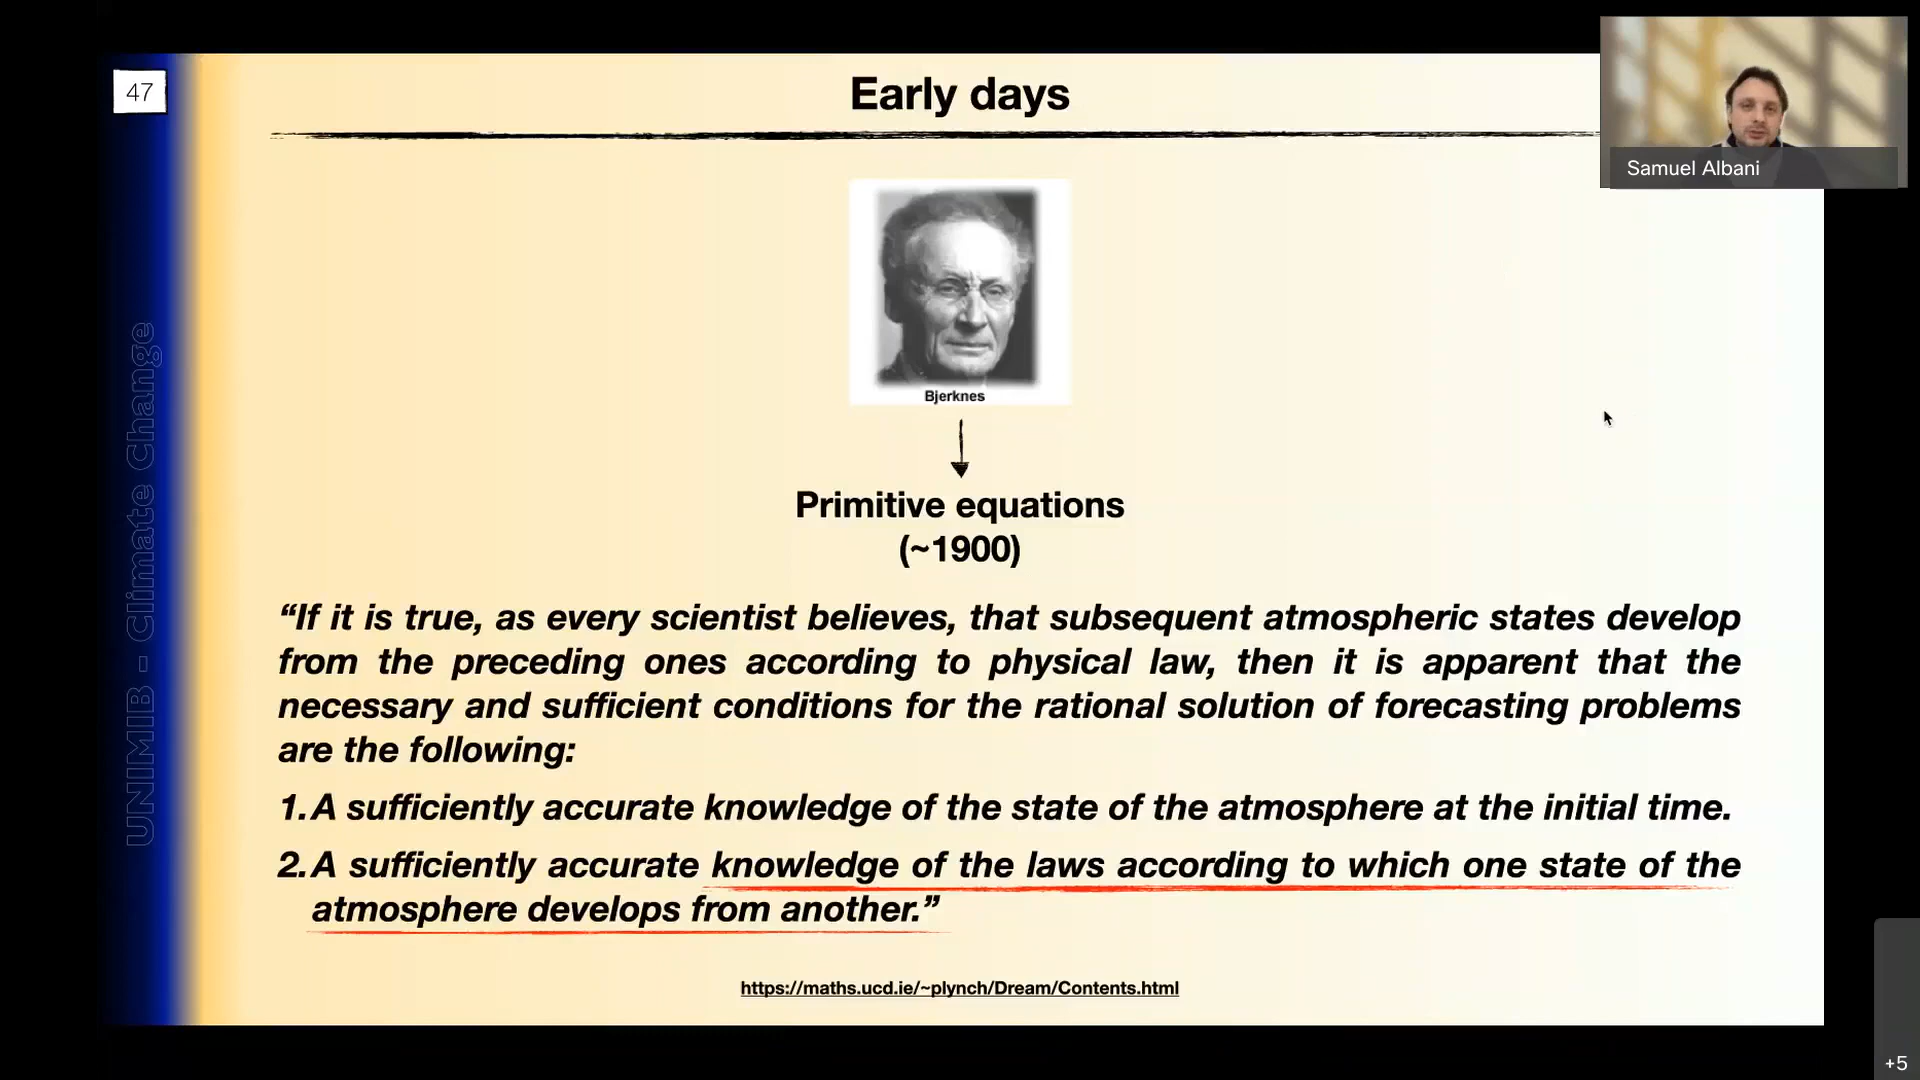 47
Early days
Samuel Albani
UNIMIB - Climate Change
Bjerknes
Primitive equations
(~1900)
“If it is true, as every scientist believes, that subsequent atmospheric states develop
from the preceding ones according to physical law, then it is apparent that the
necessary and sufficient conditions for the rational solution of forecasting problems
are the following:
1. A sufficiently accurate knowledge of the state of the atmosphere at the initial time.
2. A sufficiently accurate knowledge of the laws according to which one state of the
atmosphere develops from another.”
https://maths.ucd.ie/~plynch/Dream/Contents.html
+5